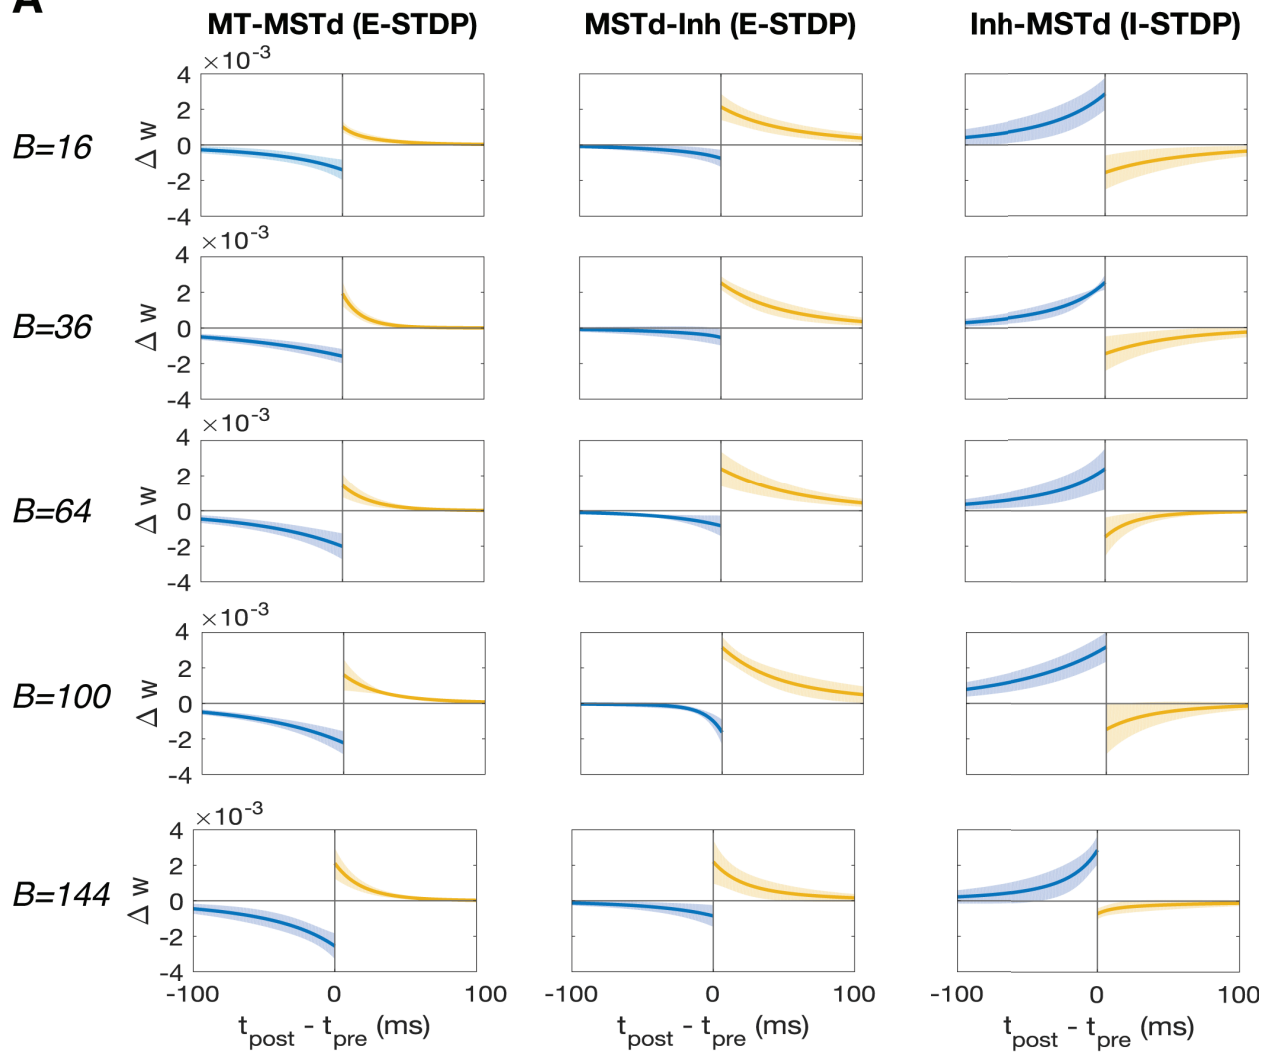 A
MT-MSTd (E-STDP) MSTd-Inh (E-STDP) Inh-MSTd (I-STDP)
×10-3
4
2
0
-2
-4
B=16
Δ w
×10-3
4
2
0
-2
-4
B=36
Δ w
×10-3
4
2
0
-2
-4
B=64
Δ w
×10-3
4
2
0
-2
-4
B=100
Δ w
×10-3
4
2
0
-2
-4
B=144
Δ w
-100 0 100 -100 0 100 -100 0 100
tpost - tpre (ms) tpost - tpre (ms) tpost - tpre (ms)